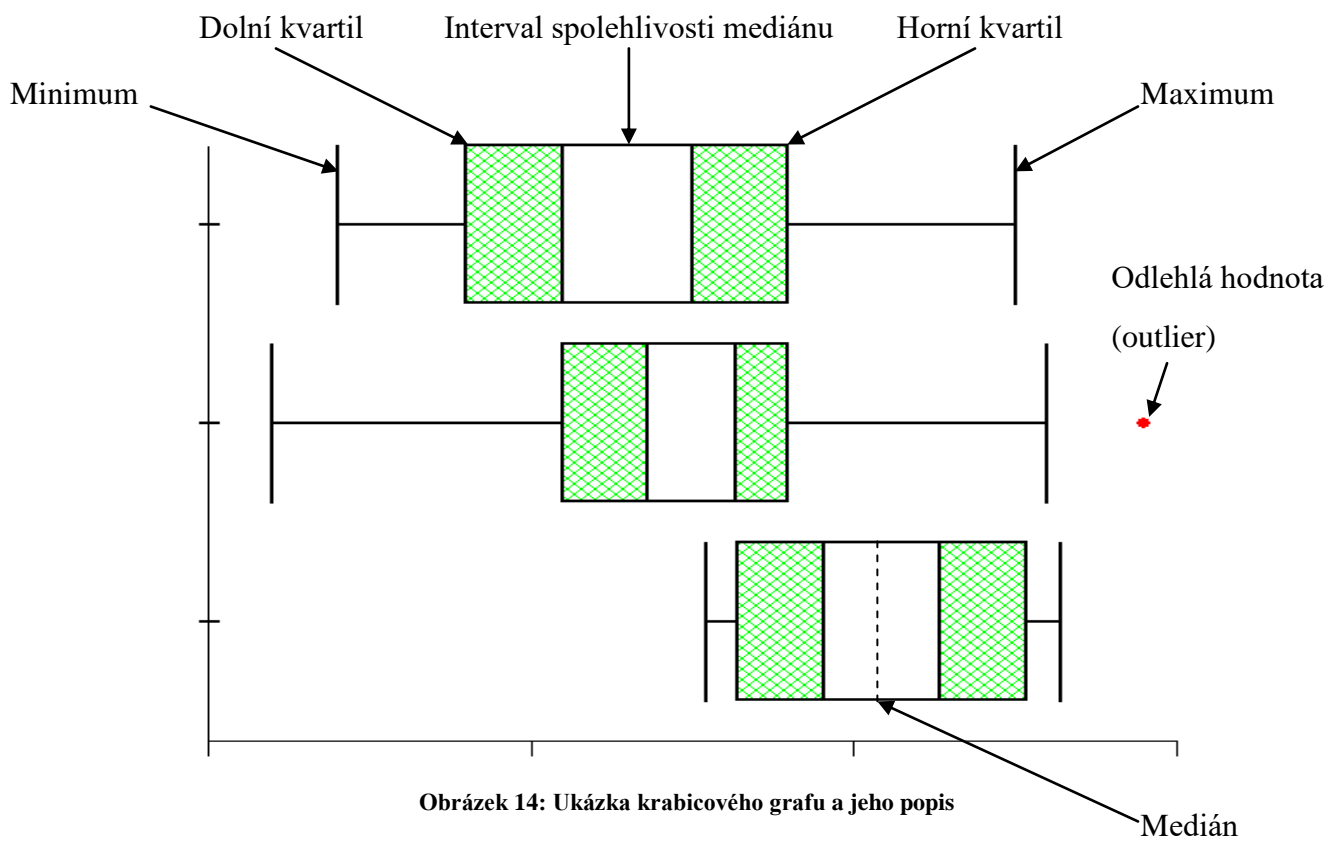 Dolní kvartil
Interval spolehlivosti mediánu
Horní kvartil
Minimum
Maximum
Odlehlá hodnota
(outlier)
Obrázek 14: Ukázka krabicového grafu a jeho popis
Medián